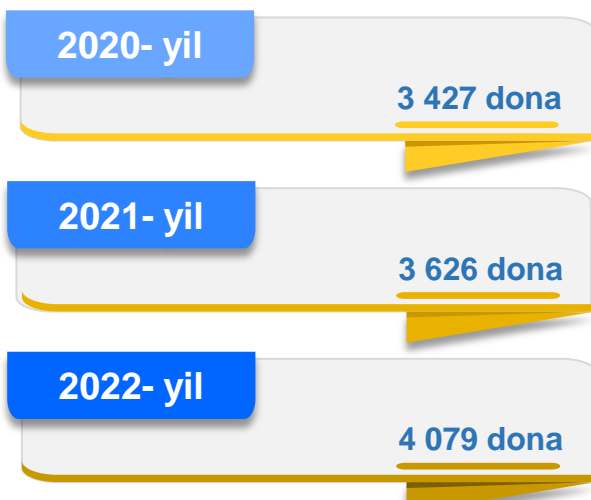 2020- yil
3 427 dona
2021- yil
3 626 dona
2022- yil
4 079 dona